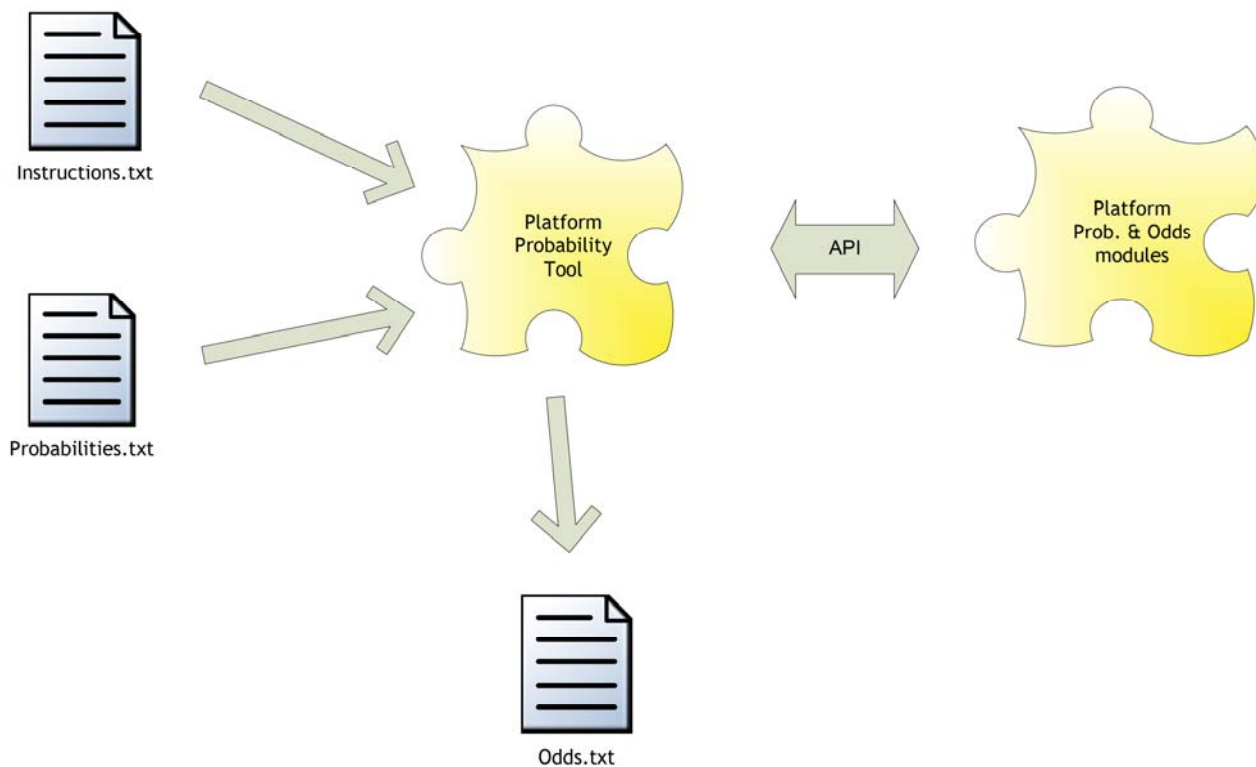 Instructions.txt
Platform
Probability
Tool
API
Platform
Prob. & Odds
modules
Probabilities.txt
Odds.txt